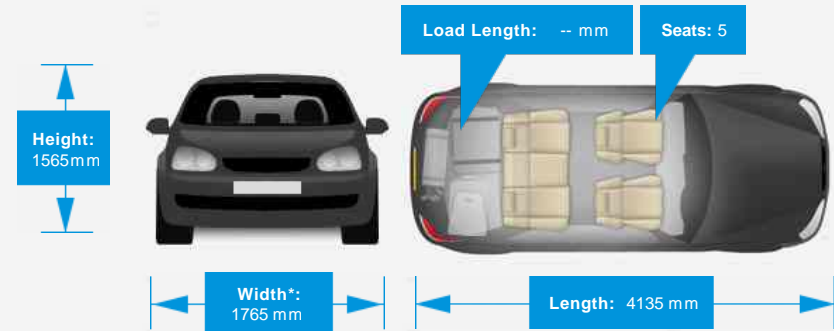 Load Length: -- mm
Seats: 5
Height:
1565mm
Width*:
1765 mm
Length: 4135 mm